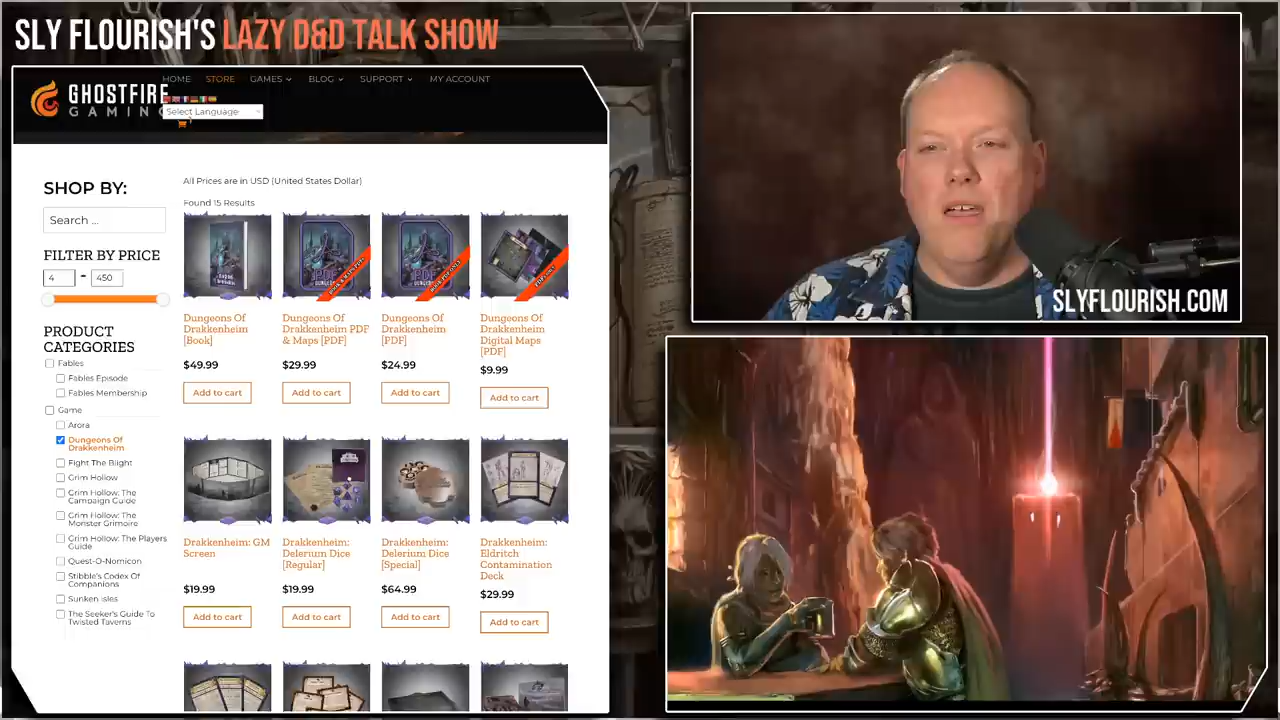 SLY FLOURISH'S LAZY D&D TALK SHOW
GHOSTFIRE
GAMING
HOME STORE GAMES BLOG SUPPORT MY ACCOUNT
Select Language
SHOP BY:
Search ...
FILTER BY PRICE
4 - 450
PRODUCT
CATEGORIES
Fables
Fables Episode
Fables Membership
Game
Arora
Dungeons Of
Drakkenheim
Fight The Blight
Grim Hollow
Grim Hollow: The
Campaign Guide
Grim Hollow: The
Monster Grimoire
Grim Hollow: The Players
Guide
Quest-O-Nomicon
Stibble's Codex Of
Companions
Sunken Isles
The Seeker's Guide To
Twisted Taverns
All Prices are in USD (United States Dollar)
Found 15 Results
Dungeons Of
Drakkenheim
[Book]
$49.99
Add to cart
Dungeons Of
Drakkenheim PDF
& Maps [PDF]
$29.99
Add to cart
Dungeons Of
Drakkenheim
[PDF]
$24.99
Add to cart
Dungeons Of
Drakkenheim
Digital Maps
[PDF]
$9.99
Add to cart
Drakkenheim: GM
Screen
$19.99
Add to cart
Drakkenheim:
Delerium Dice
[Regular]
$19.99
Add to cart
Drakkenheim:
Delerium Dice
[Special]
$64.99
Add to cart
Drakkenheim:
Eldritch
Contamination
Deck
$29.99
Add to cart
SLYFLOURISH.COM